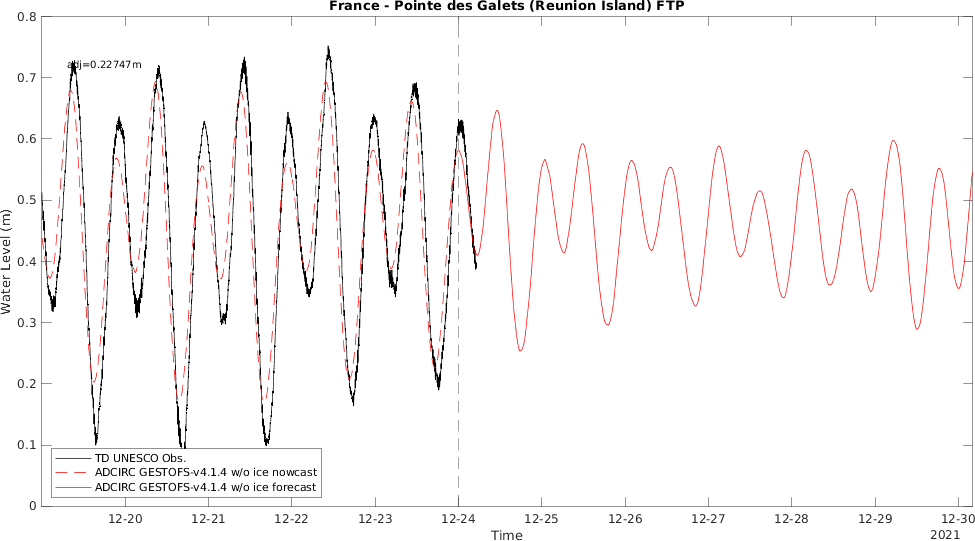 France - Pointe des Galets (Reunion Island) FTP
adj=0.22747m
0.8
0.7
0.6
0.5
0.4
0.3
0.2
0.1
0
Water Level (m)
TD UNESCO Obs.
ADCIRC GESTOFS-v4.1.4 w/o ice nowcast
ADCIRC GESTOFS-v4.1.4 w/o ice forecast
12-20 12-21 12-22 12-23 12-24 12-25 12-26 12-27 12-28 12-29 12-30
Time
2021